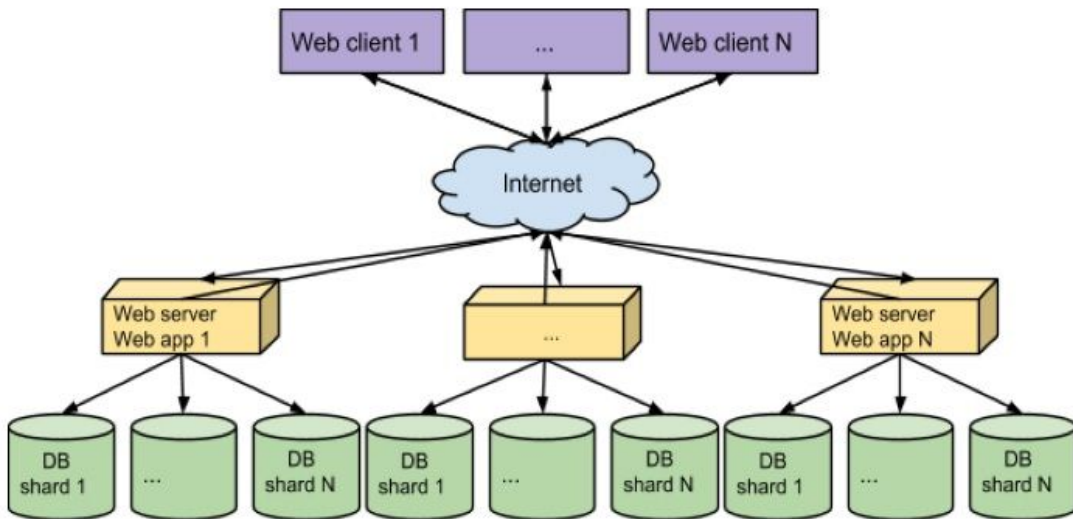 Web client 1
...
Web client N
Internet
Web server
Web app 1
...
Web server
Web app N
DB
shard 1
...
DB
shard N
DB
shard 1
...
DB
shard N
DB
shard 1
...
DB
shard N